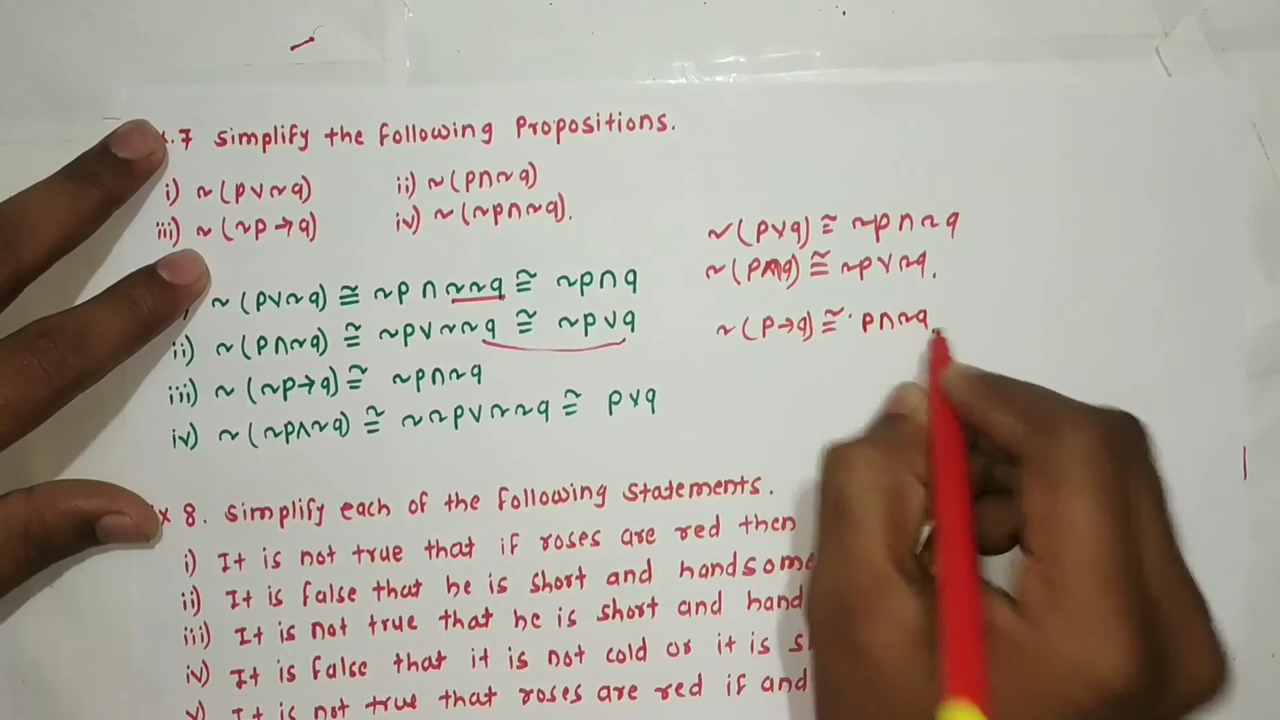 .7 simplify the following Propositions.
i) ~(p∨~q) ii) ~(p∩~q)
iii) ~(~p→q) iv) ~(~p∩~q).
~(p∨q) ≅ ~p∩~q
~(p∩q) ≅ ~p∨~q.
~(p→q) ≅ p∩~q
~(p∨~q) ≅ ~p∩~~q ≅ ~p∩q
ii) ~(p∩~q) ≅ ~p∨~~q ≅ ~p∨q
iii) ~(~p→q) ≅ ~p∩~q
iv) ~(~p∧~q) ≅ ~~p∨~~q ≅ p∨q
x 8. simplify each of the following statements.
i) It is not true that if roses are red then
ii) It is false that he is short and handsome
iii) It is not true that he is short and hand
iv) It is false that it is not cold or it is s
v) It is not true that roses are red if and